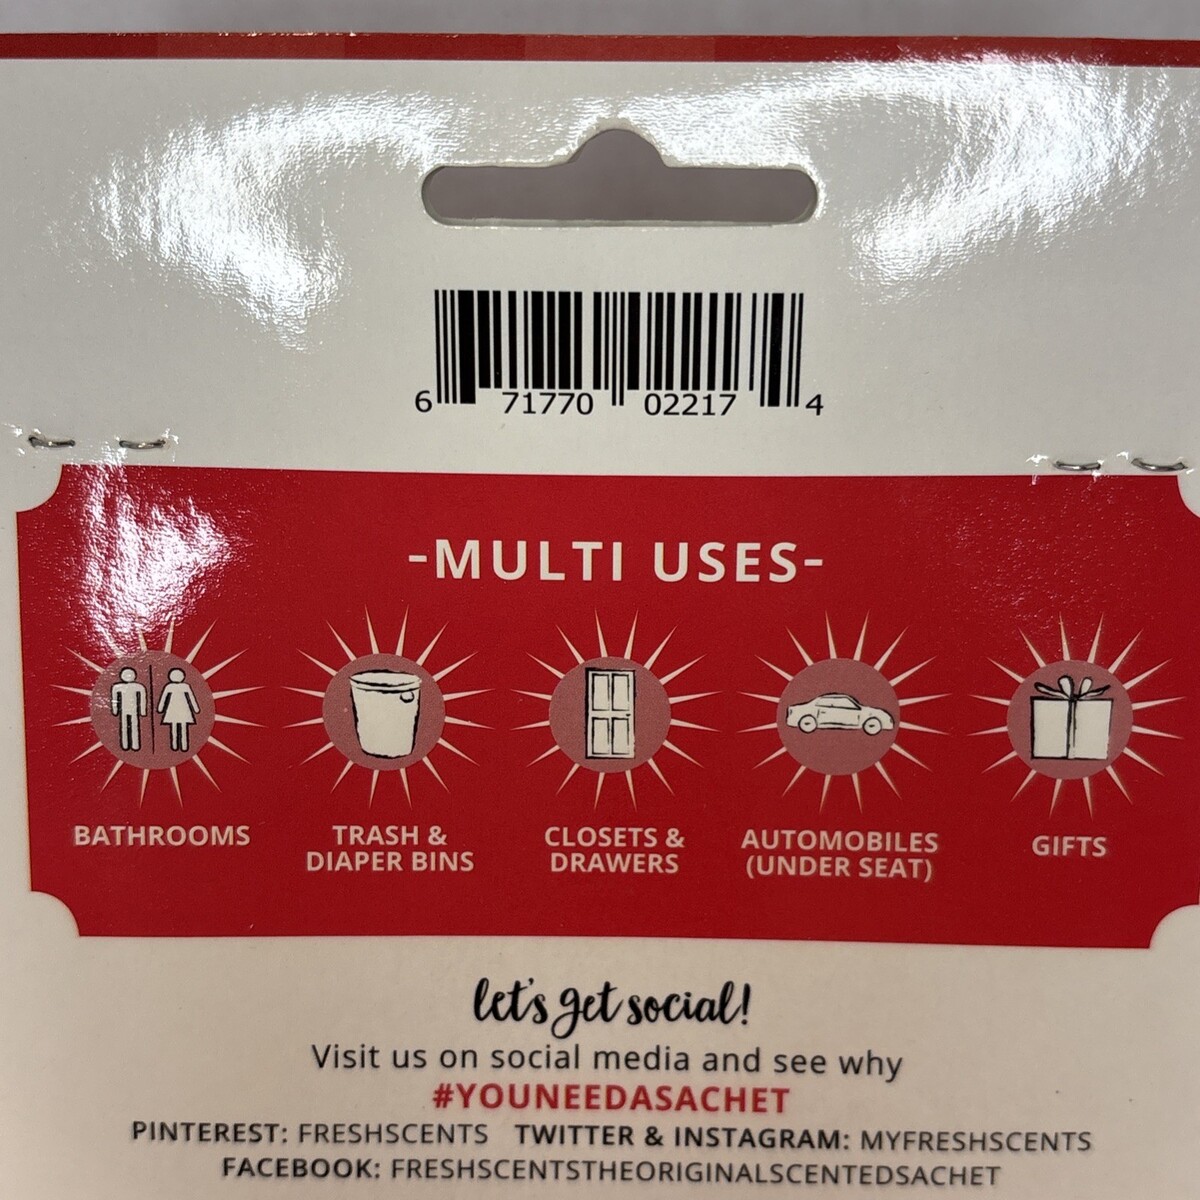 6 71770 02217 4
-MULTI USES-
BATHROOMS
TRASH &
DIAPER BINS
CLOSETS &
DRAWERS
AUTOMOBILES
(UNDER SEAT)
GIFTS
let's get social!
Visit us on social media and see why
#YOUNEEDASACHET
PINTEREST: FRESHSCENTS TWITTER & INSTAGRAM: MYFRESHSCENTS
FACEBOOK: FRESHSCENTSTHEORIGINALSCENTEDSACHET